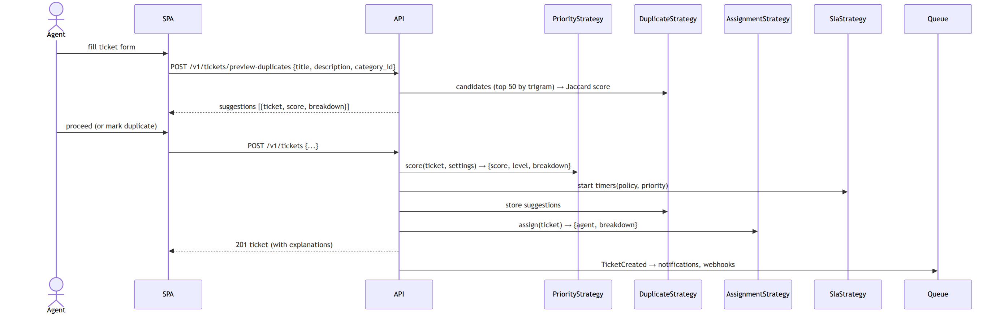 Agent
SPA
API
PriorityStrategy
DuplicateStrategy
AssignmentStrategy
SlaStrategy
Queue
fill ticket form
POST /v1/tickets/preview-duplicates {title, description, category_id}
candidates (top 50 by trigram) → Jaccard score
suggestions [{ticket, score, breakdown}]
proceed (or mark duplicate)
POST /v1/tickets {...}
score(ticket, settings) → {score, level, breakdown}
start timers(policy, priority)
store suggestions
assign(ticket) → {agent, breakdown}
201 ticket (with explanations)
TicketCreated → notifications, webhooks
Agent
SPA
API
PriorityStrategy
DuplicateStrategy
AssignmentStrategy
SlaStrategy
Queue